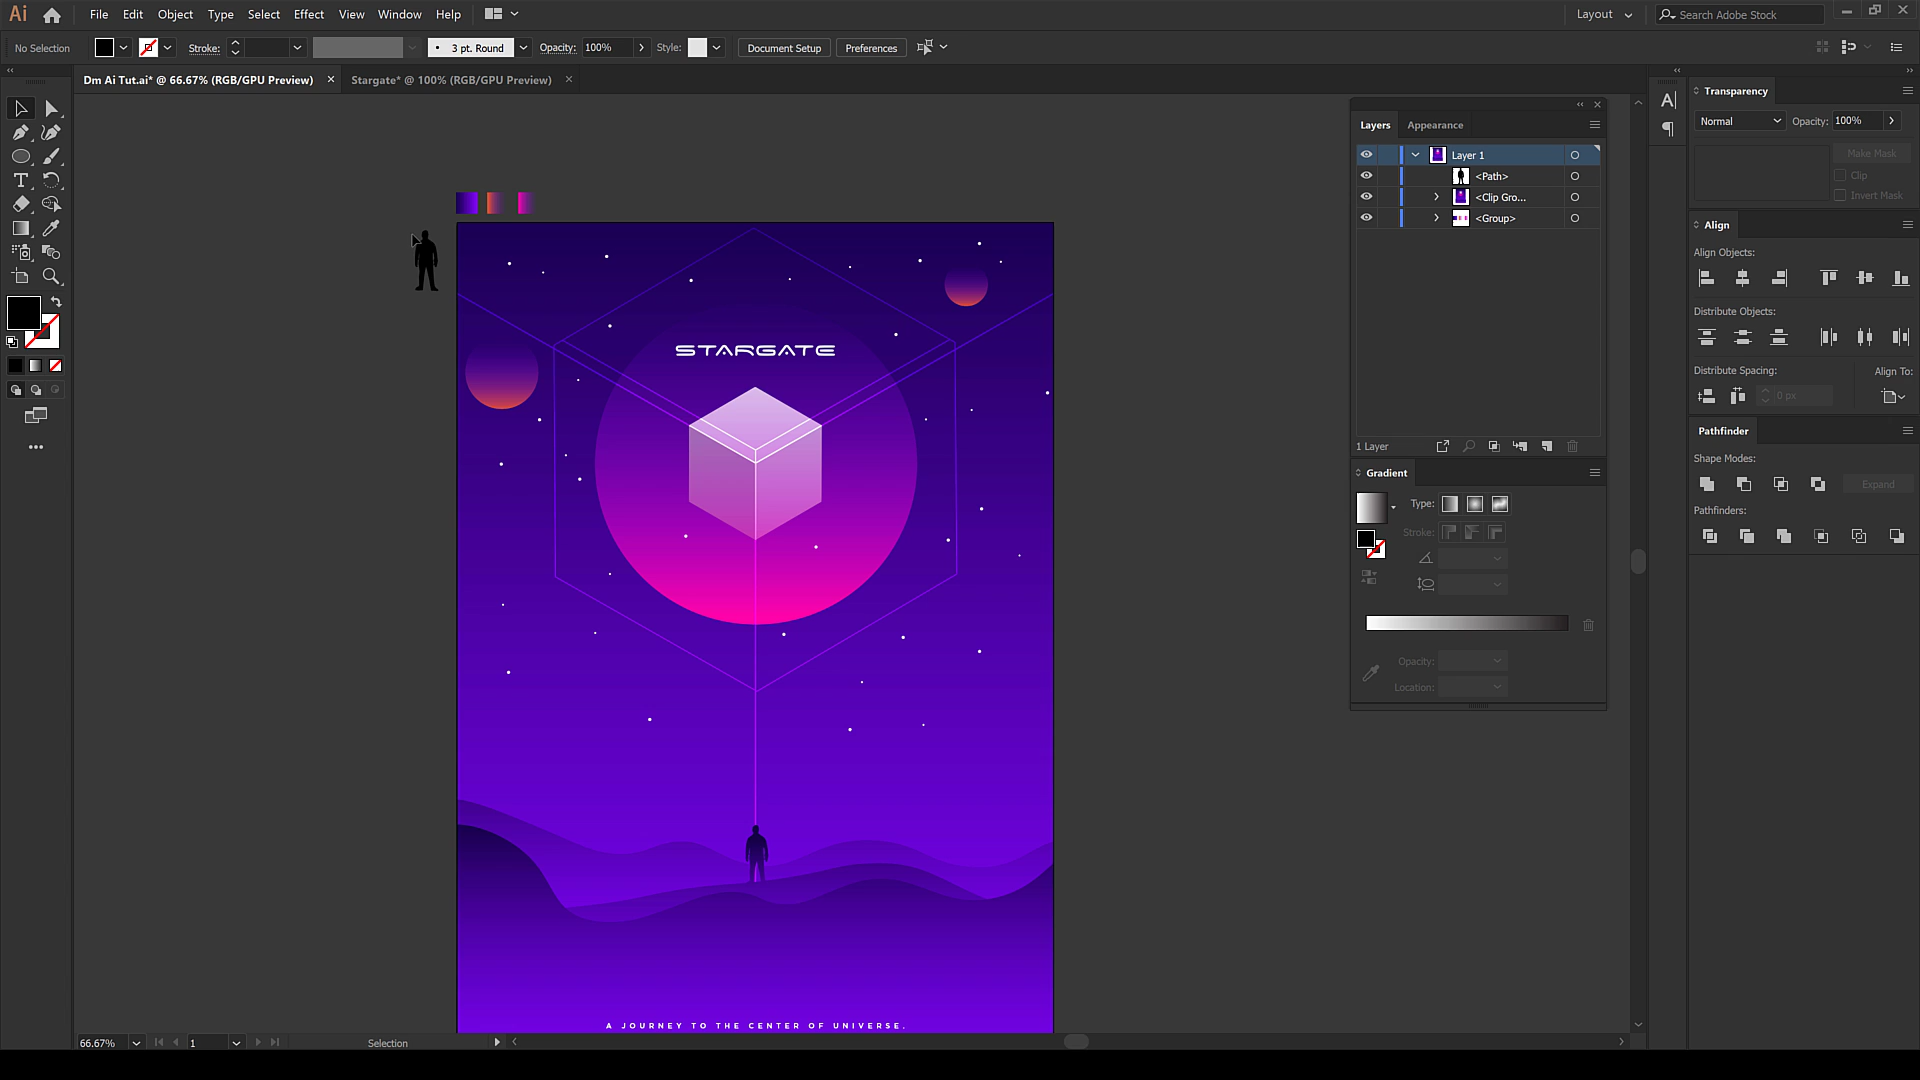 Ai File Edit Object Type Select Effect View Window Help Layout Search Adobe Stock
No Selection Stroke: 3 pt. Round Opacity: 100% Style: Document Setup Preferences
Dm Ai Tut.ai* @ 66.67% (RGB/GPU Preview) Stargate* @ 100% (RGB/GPU Preview)
STARGATE
A JOURNEY TO THE CENTER OF UNIVERSE.
Layers Appearance
Layer 1
<Path>
<Clip Gro...
<Group>
1 Layer
Gradient
Type:
Stroke:
Opacity:
Location:
Transparency
Normal Opacity: 100%
Make Mask
Clip
Invert Mask
Align
Align Objects:
Distribute Objects:
Distribute Spacing: Align To:
0 px
Pathfinder
Shape Modes:
Expand
Pathfinders:
66.67% 1 Selection